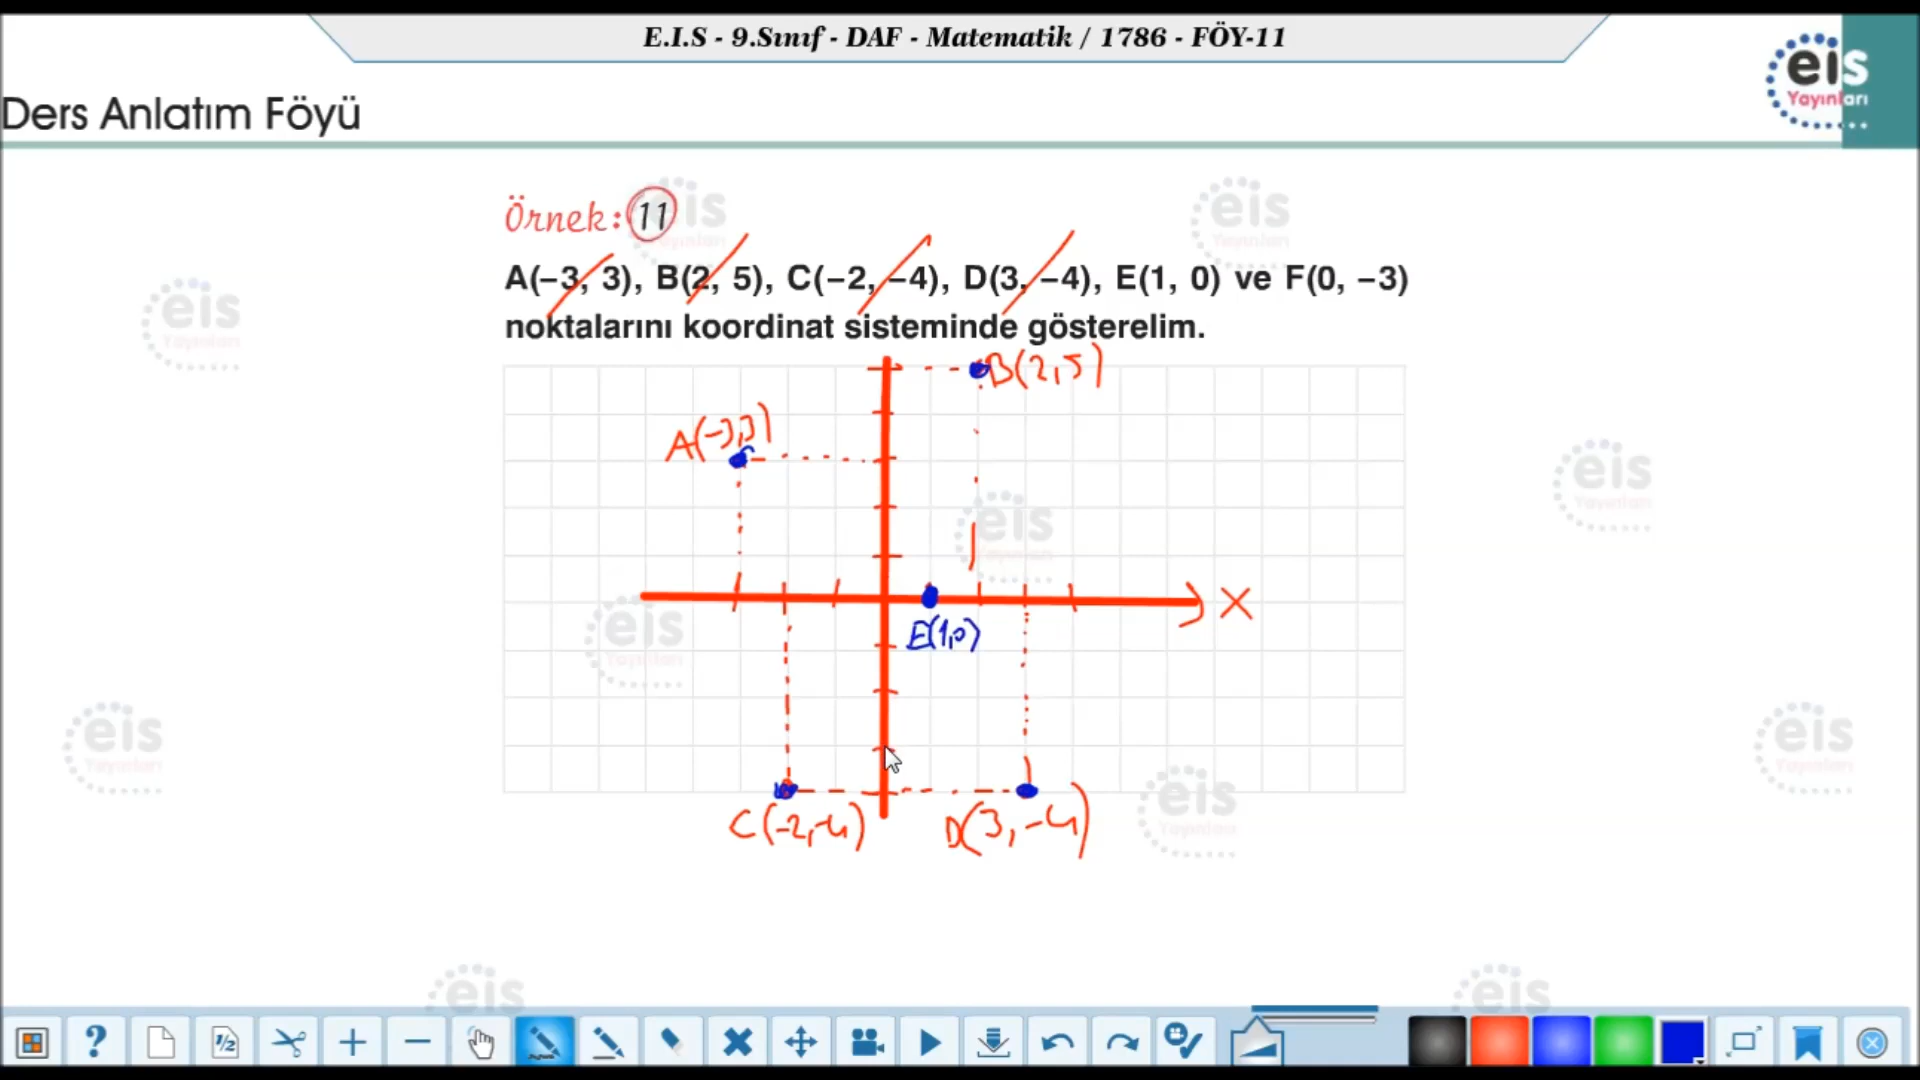 E.I.S - 9.Sınıf - DAF - Matematik / 1786 - FÖY-11
eis
Yayınları
Ders Anlatım Föyü
Örnek: 11
A(−3, 3), B(2, 5), C(−2, −4), D(3, −4), E(1, 0) ve F(0, −3)
noktalarını koordinat sisteminde gösterelim.
B(2,5)
A(-3,3)
X
E(1,0)
C(-2,-4)
D(3,-4)